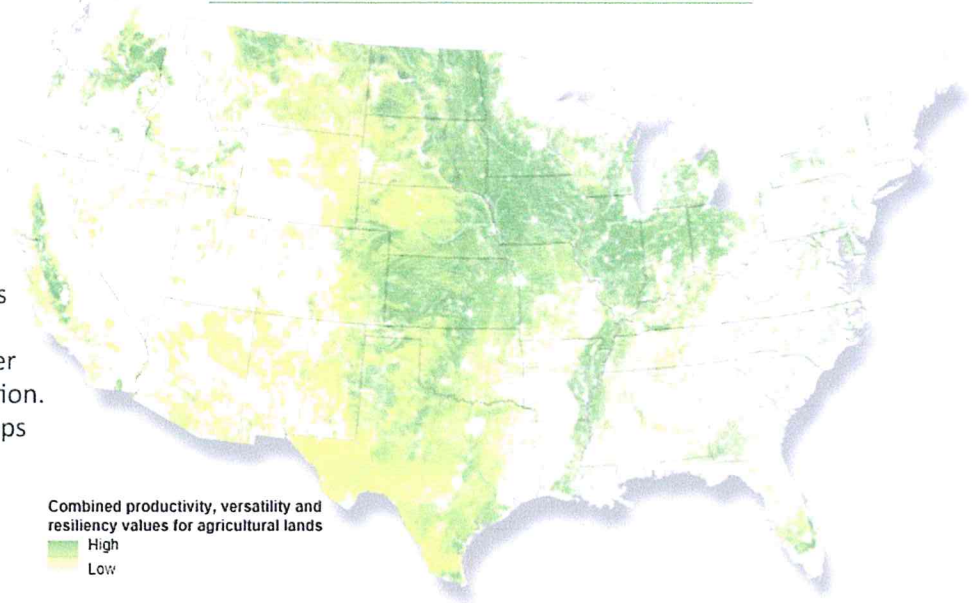 s
er
ion.
ps
Combined productivity, versatility and
resiliency values for agricultural lands
High
Low